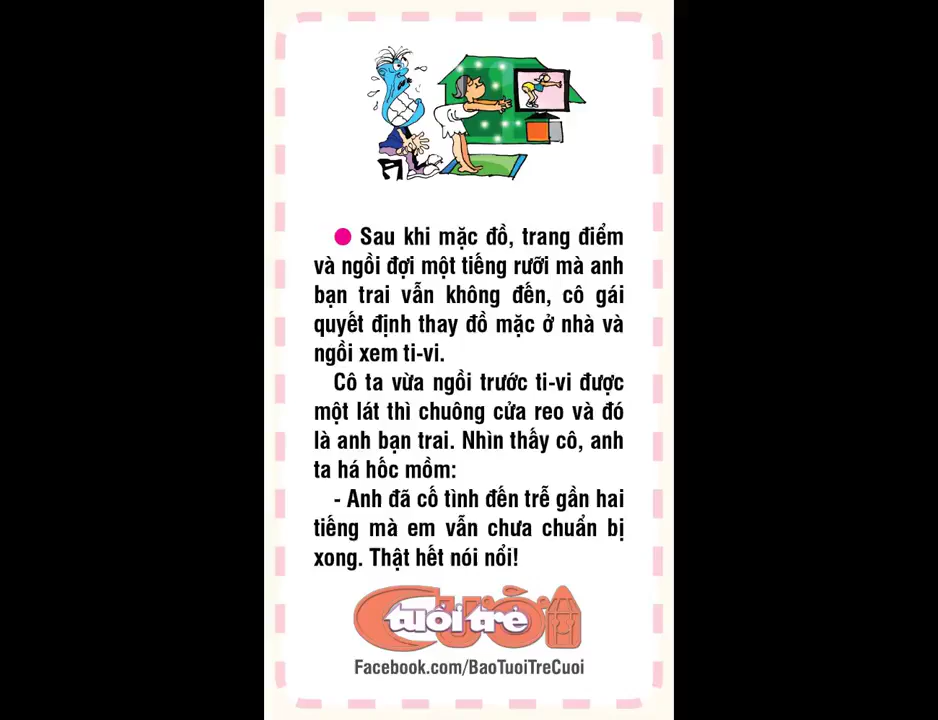 Sau khi mặc đồ, trang điểm
và ngồi đợi một tiếng rưỡi mà anh
bạn trai vẫn không đến, cô gái
quyết định thay đồ mặc ở nhà và
ngồi xem ti-vi.
Cô ta vừa ngồi trước ti-vi được
một lát thì chuông cửa reo và đó
là anh bạn trai. Nhìn thấy cô, anh
ta há hốc mồm:
- Anh đã cố tình đến trễ gần hai
tiếng mà em vẫn chưa chuẩn bị
xong. Thật hết nói nổi!
tuổi trẻ
Cười
Facebook.com/BaoTuoiTreCuoi